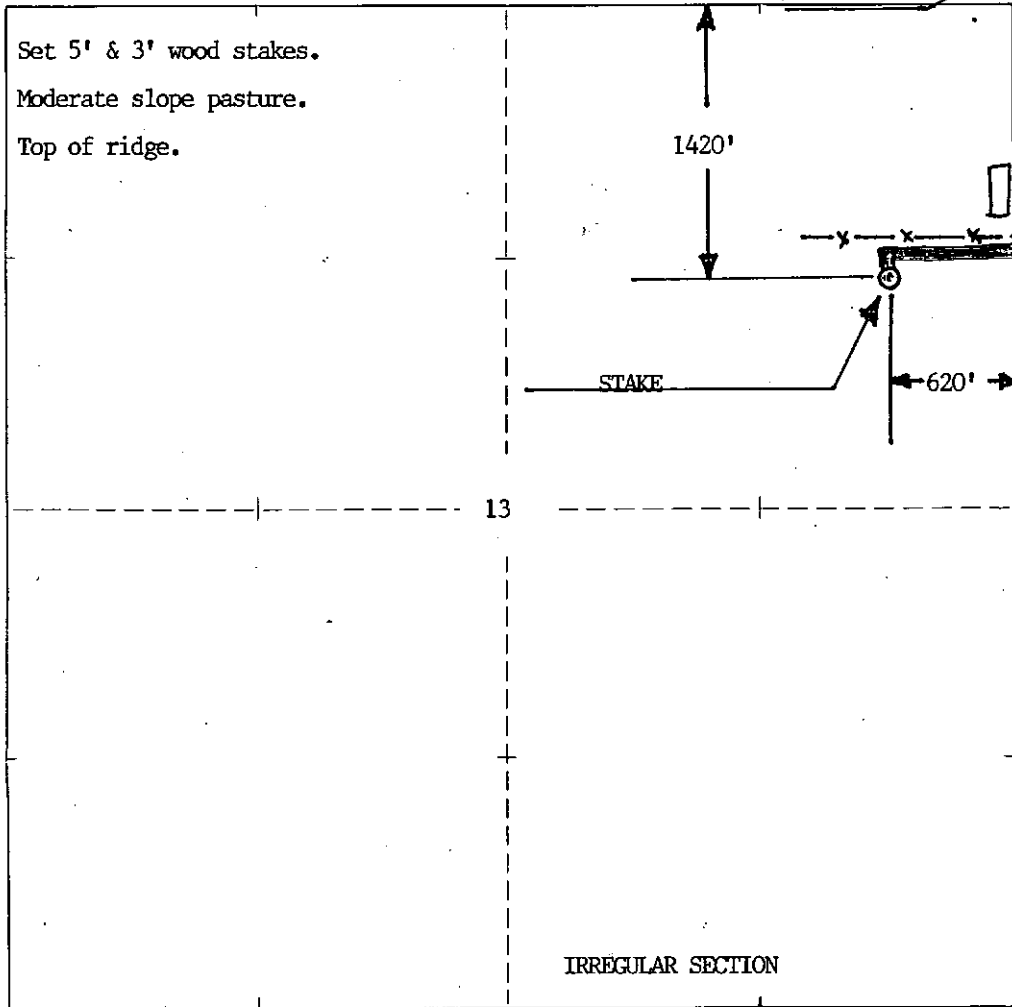 Set 5' & 3' wood stakes.
Moderate slope pasture.
Top of ridge.
1420'
STAKE
620'
13
IRREGULAR SECTION